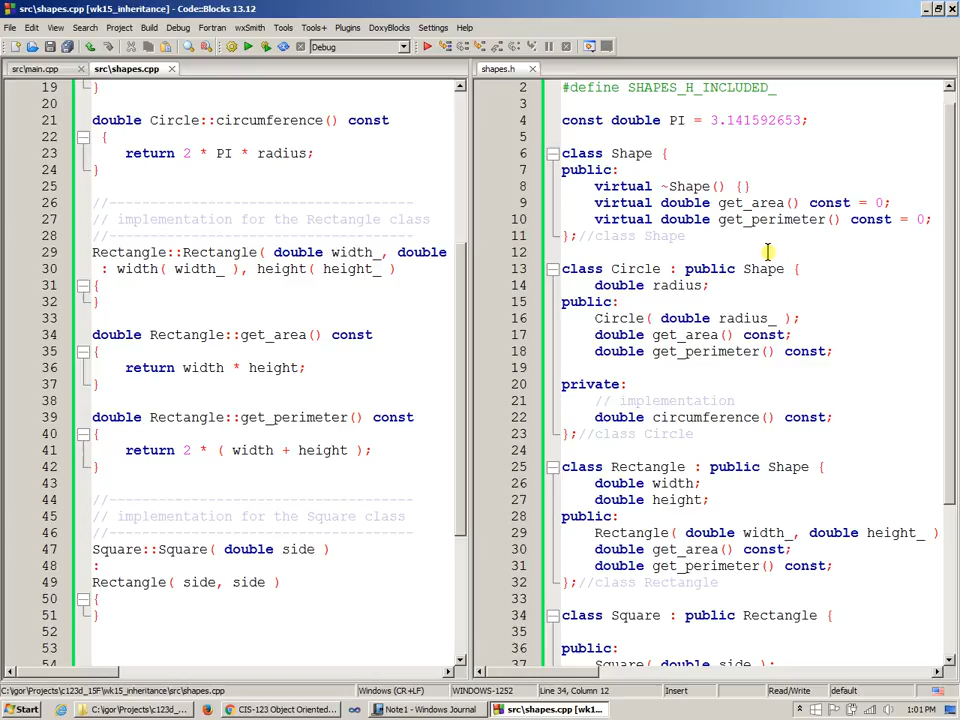 src\shapes.cpp [wk15_inheritance] - Code::Blocks 13.12
File Edit View Search Project Build Debug Fortran wxSmith Tools Tools+ Plugins DoxyBlocks Settings Help
Debug
src\main.cpp src\shapes.cpp
19 }
20
21 double Circle::circumference() const
22 {
23 return 2 * PI * radius;
24 }
25
26 //-------------------------------------
27 // implementation for the Rectangle class
28 //-------------------------------------
29 Rectangle::Rectangle( double width_, double
30 : width( width_ ), height( height_ )
31 {
32 }
33
34 double Rectangle::get_area() const
35 {
36 return width * height;
37 }
38
39 double Rectangle::get_perimeter() const
40 {
41 return 2 * ( width + height );
42 }
43
44 //-------------------------------------
45 // implementation for the Square class
46 //-------------------------------------
47 Square::Square( double side )
48 :
49 Rectangle( side, side )
50 {
51 }
52
53
54
shapes.h
2 #define SHAPES_H_INCLUDED_
3
4 const double PI = 3.141592653;
5
6 class Shape {
7 public:
8 virtual ~Shape() {}
9 virtual double get_area() const = 0;
10 virtual double get_perimeter() const = 0;
11 };//class Shape
12
13 class Circle : public Shape {
14 double radius;
15 public:
16 Circle( double radius_ );
17 double get_area() const;
18 double get_perimeter() const;
19
20 private:
21 // implementation
22 double circumference() const;
23 };//class Circle
24
25 class Rectangle : public Shape {
26 double width;
27 double height;
28 public:
29 Rectangle( double width_, double height_ )
30 double get_area() const;
31 double get_perimeter() const;
32 };//class Rectangle
33
34 class Square : public Rectangle {
35
36 public:
37 Square( double side );
C:\igor\Projects\c123d_15F\wk15_inheritance\src\shapes.cpp Windows (CR+LF) WINDOWS-1252 Line 34, Column 12 Insert Read/Write default
Start C:\igor\Projects\c123d_... CIS-123 Object Oriented... Note1 - Windows Journal src\shapes.cpp [wk1... 1:01 PM